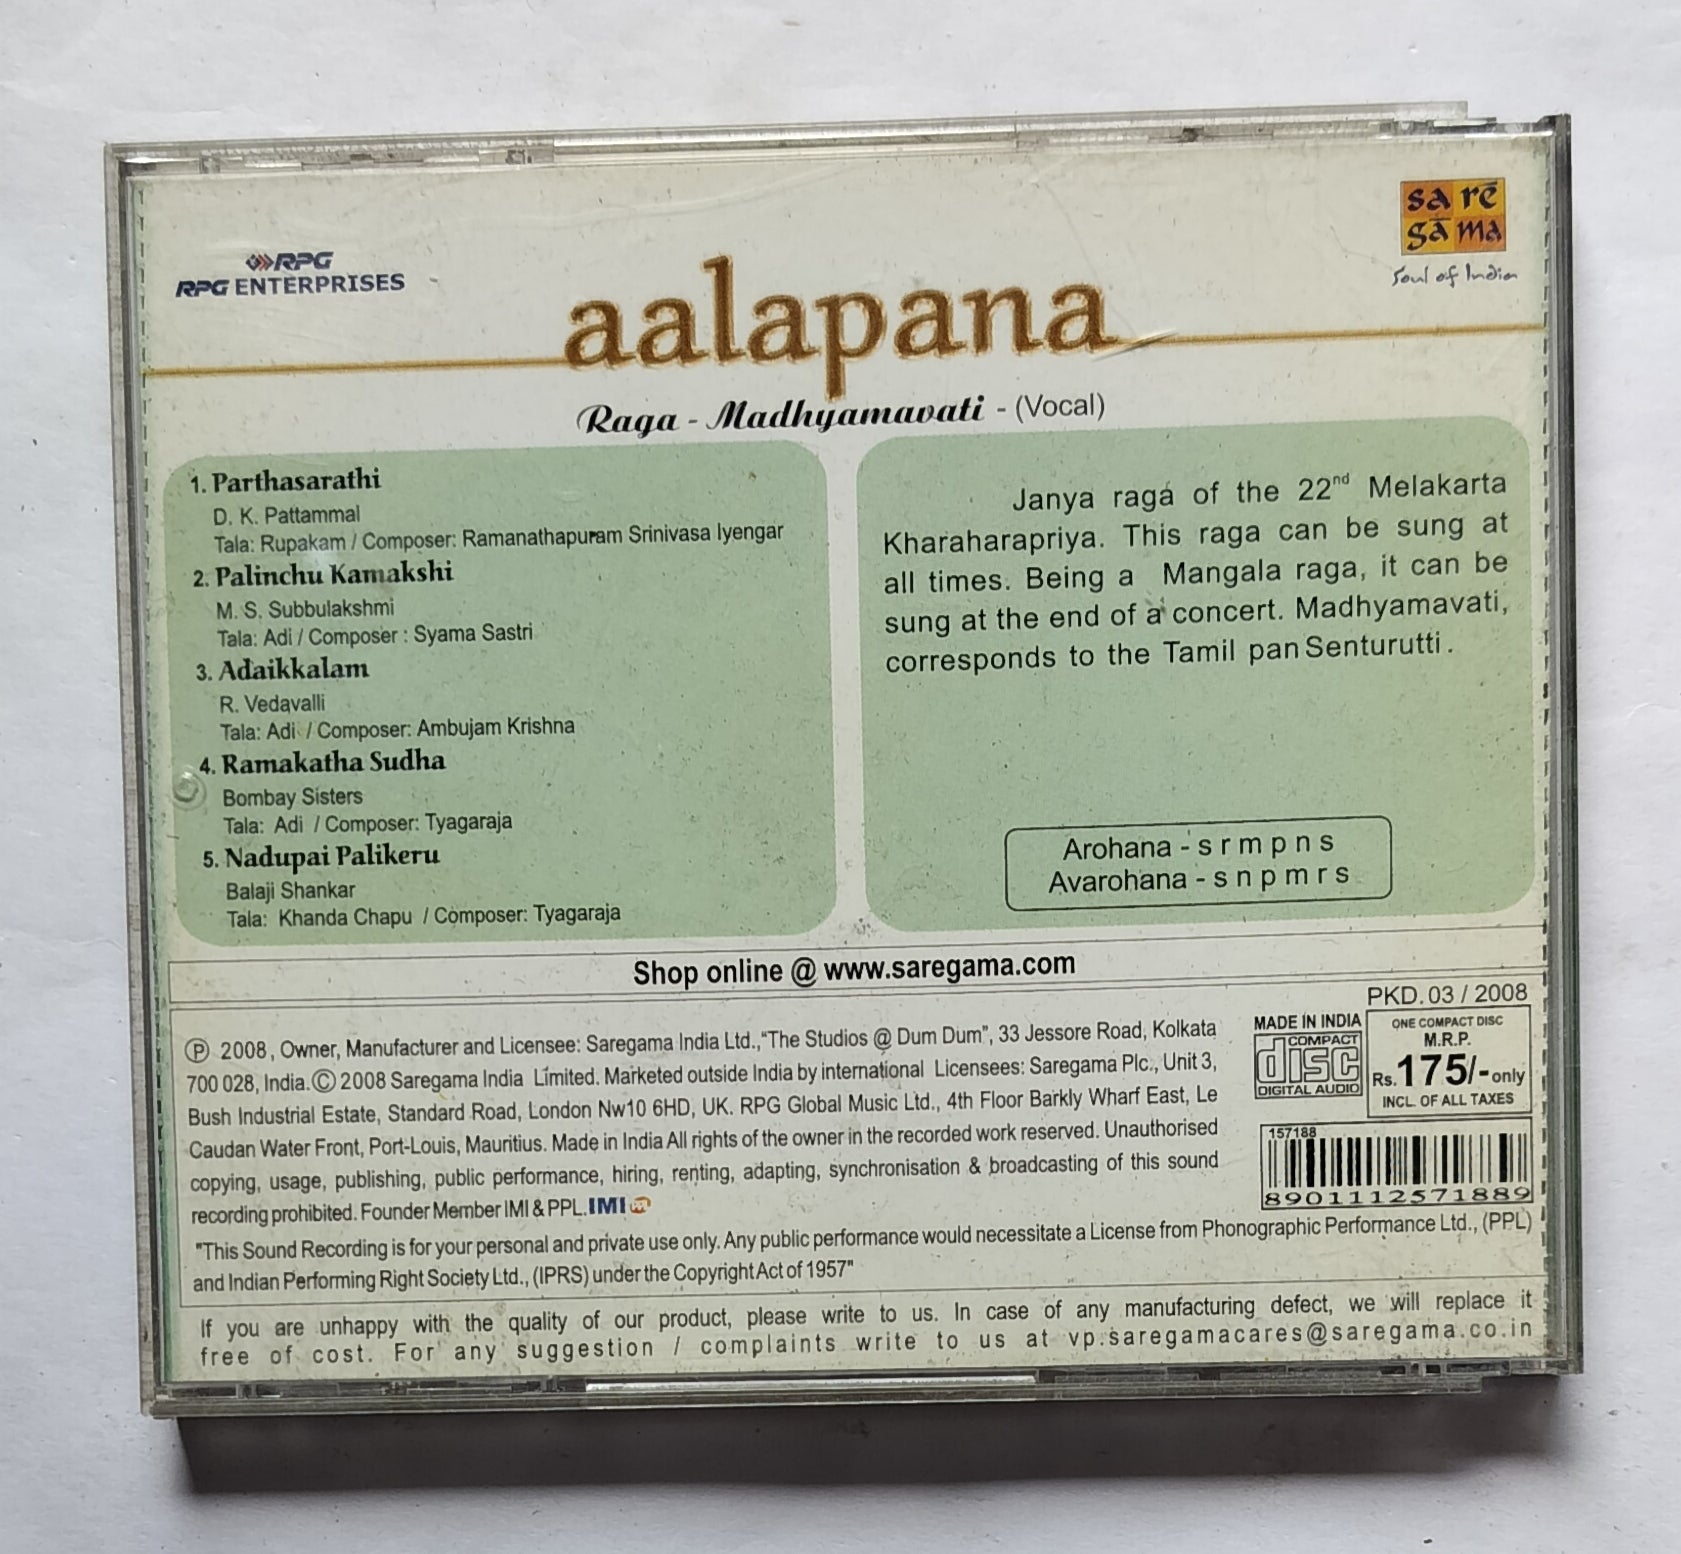 RPG
RPG ENTERPRISES
sa rē
gā ma
Soul of India
aalapana
Raga - Madhyamavati - (Vocal)
1. Parthasarathi
D. K. Pattammal
Tala: Rupakam / Composer: Ramanathapuram Srinivasa Iyengar
2. Palinchu Kamakshi
M. S. Subbulakshmi
Tala: Adi / Composer : Syama Sastri
3. Adaikkalam
R. Vedavalli
Tala: Adi / Composer: Ambujam Krishna
4. Ramakatha Sudha
Bombay Sisters
Tala: Adi / Composer: Tyagaraja
5. Nadupai Palikeru
Balaji Shankar
Tala: Khanda Chapu / Composer: Tyagaraja
Janya raga of the 22nd Melakarta
Kharaharapriya. This raga can be sung at
all times. Being a Mangala raga, it can be
sung at the end of a concert. Madhyamavati,
corresponds to the Tamil pan Senturutti.
Arohana - s r m p n s
Avarohana - s n p m r s
Shop online @ www.saregama.com
PKD. 03 / 2008
Ⓟ 2008, Owner, Manufacturer and Licensee: Saregama India Ltd.,"The Studios @ Dum Dum", 33 Jessore Road, Kolkata
700 028, India.Ⓒ 2008 Saregama India Limited. Marketed outside India by international Licensees: Saregama Plc., Unit 3,
Bush Industrial Estate, Standard Road, London Nw10 6HD, UK. RPG Global Music Ltd., 4th Floor Barkly Wharf East, Le
Caudan Water Front, Port-Louis, Mauritius. Made in India All rights of the owner in the recorded work reserved. Unauthorised
copying, usage, publishing, public performance, hiring, renting, adapting, synchronisation & broadcasting of this sound
recording prohibited. Founder Member IMI & PPL. IMI
MADE IN INDIA
COMPACT
disc
DIGITAL AUDIO
ONE COMPACT DISC
M.R.P.
Rs. 175/- only
INCL. OF ALL TAXES
157188
8901112571889
"This Sound Recording is for your personal and private use only. Any public performance would necessitate a License from Phonographic Performance Ltd., (PPL)
and Indian Performing Right Society Ltd., (IPRS) under the Copyright Act of 1957"
If you are unhappy with the quality of our product, please write to us. In case of any manufacturing defect, we will replace it
free of cost. For any suggestion / complaints write to us at vp.saregamacares@saregama.co.in